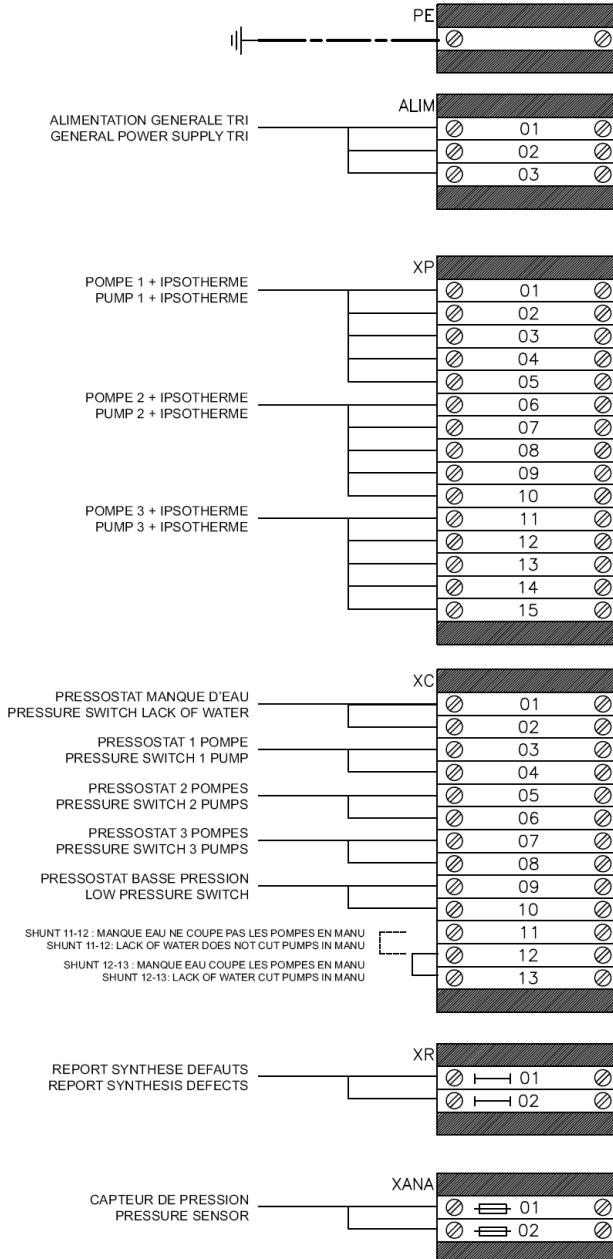 PE
ALIM
ALIMENTATION GENERALE TRI
GENERAL POWER SUPPLY TRI
01
02
03
XP
POMPE 1 + IPSOTHERME
PUMP 1 + IPSOTHERME
01
02
03
04
05
POMPE 2 + IPSOTHERME
PUMP 2 + IPSOTHERME
06
07
08
09
10
POMPE 3 + IPSOTHERME
PUMP 3 + IPSOTHERME
11
12
13
14
15
XC
PRESSOSTAT MANQUE D'EAU
PRESSURE SWITCH LACK OF WATER
01
02
PRESSOSTAT 1 POMPE
PRESSURE SWITCH 1 PUMP
03
04
PRESSOSTAT 2 POMPES
PRESSURE SWITCH 2 PUMPS
05
06
PRESSOSTAT 3 POMPES
PRESSURE SWITCH 3 PUMPS
07
08
PRESSOSTAT BASSE PRESSION
LOW PRESSURE SWITCH
09
10
SHUNT 11-12 : MANQUE EAU NE COUPE PAS LES POMPES EN MANU
SHUNT 11-12: LACK OF WATER DOES NOT CUT PUMPS IN MANU
11
12
SHUNT 12-13 : MANQUE EAU COUPE LES POMPES EN MANU
SHUNT 12-13: LACK OF WATER CUT PUMPS IN MANU
13
XR
REPORT SYNTHESE DEFAUTS
REPORT SYNTHESIS DEFECTS
01
02
XANA
CAPTEUR DE PRESSION
PRESSURE SENSOR
01
02